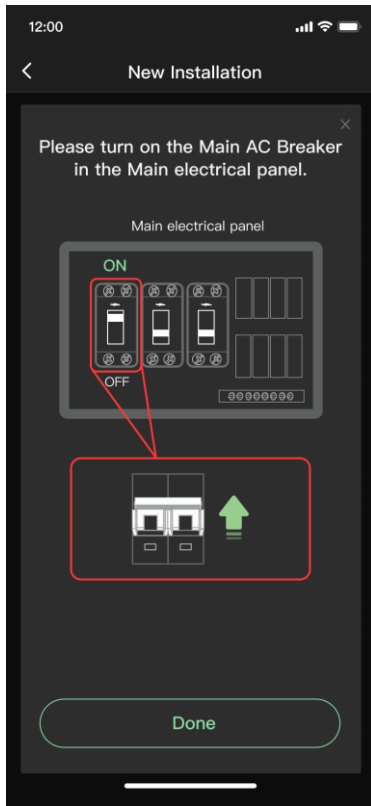 12:00
New Installation
Please turn on the Main AC Breaker
in the Main electrical panel.
Main electrical panel
ON
OFF
Done